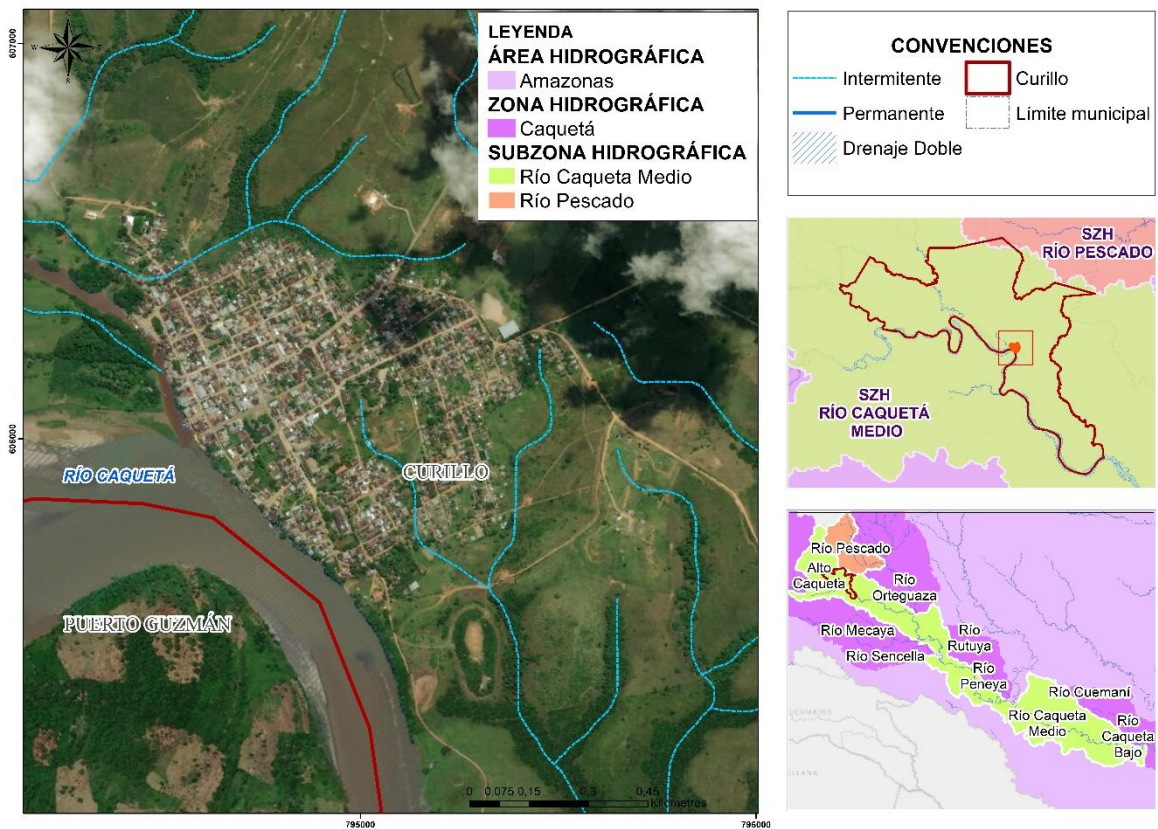 607000
606000
795000
796000
LEYENDA
ÁREA HIDROGRÁFICA
Amazonas
ZONA HIDROGRÁFICA
Caquetá
SUBZONA HIDROGRÁFICA
Río Caqueta Medio
Río Pescado
RÍO CAQUETÁ
CURILLO
PUERTO GUZMÁN
0 0,075 0,15 0,3 0,45
Kilometros
CONVENCIONES
Intermitente
Curillo
Permanente
Límite municipal
Drenaje Doble
SZH
RÍO PESCADO
SZH
RÍO CAQUETÁ
MEDIO
Río Pescado
Alto
Caqueta
Río
Orteguaza
Río Mecaya
Río
Rutuya
Río Sencella
Río
Peneya
Río Cuemaní
Río Caqueta
Medio
Río
Caqueta
Bajo